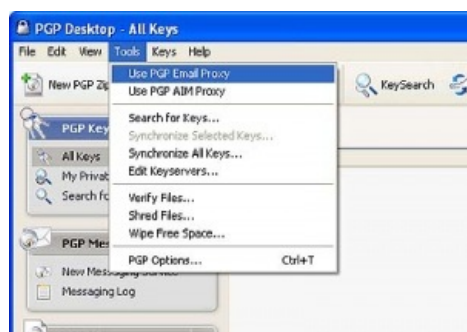 PGP Desktop - All Keys
File Edit View Tools Keys Help
New PGP Zip
KeySearch
Use PGP Email Proxy
Use PGP AIM Proxy
Search for Keys...
Synchronize Selected Keys...
Synchronize All Keys...
Edit Keyservers...
Verify Files...
Shred Files...
Wipe Free Space...
PGP Options... Ctrl+T
PGP Key
All Keys
My Privat
Search fo
PGP Mes
New Messaging Service
Messaging Log